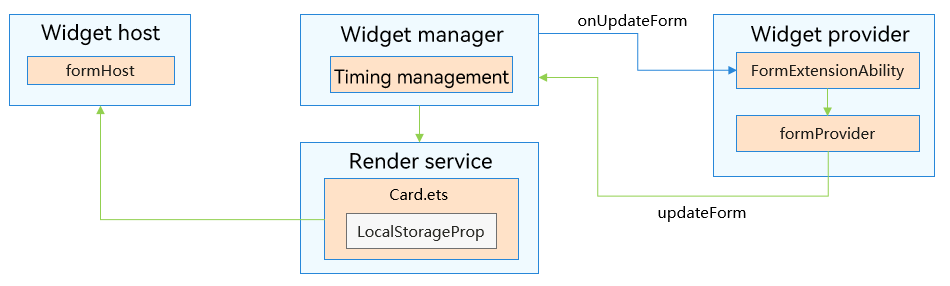 Widget host
formHost
Widget manager
Timing management
onUpdateForm
Widget provider
FormExtensionAbility
formProvider
updateForm
Render service
Card.ets
LocalStorageProp